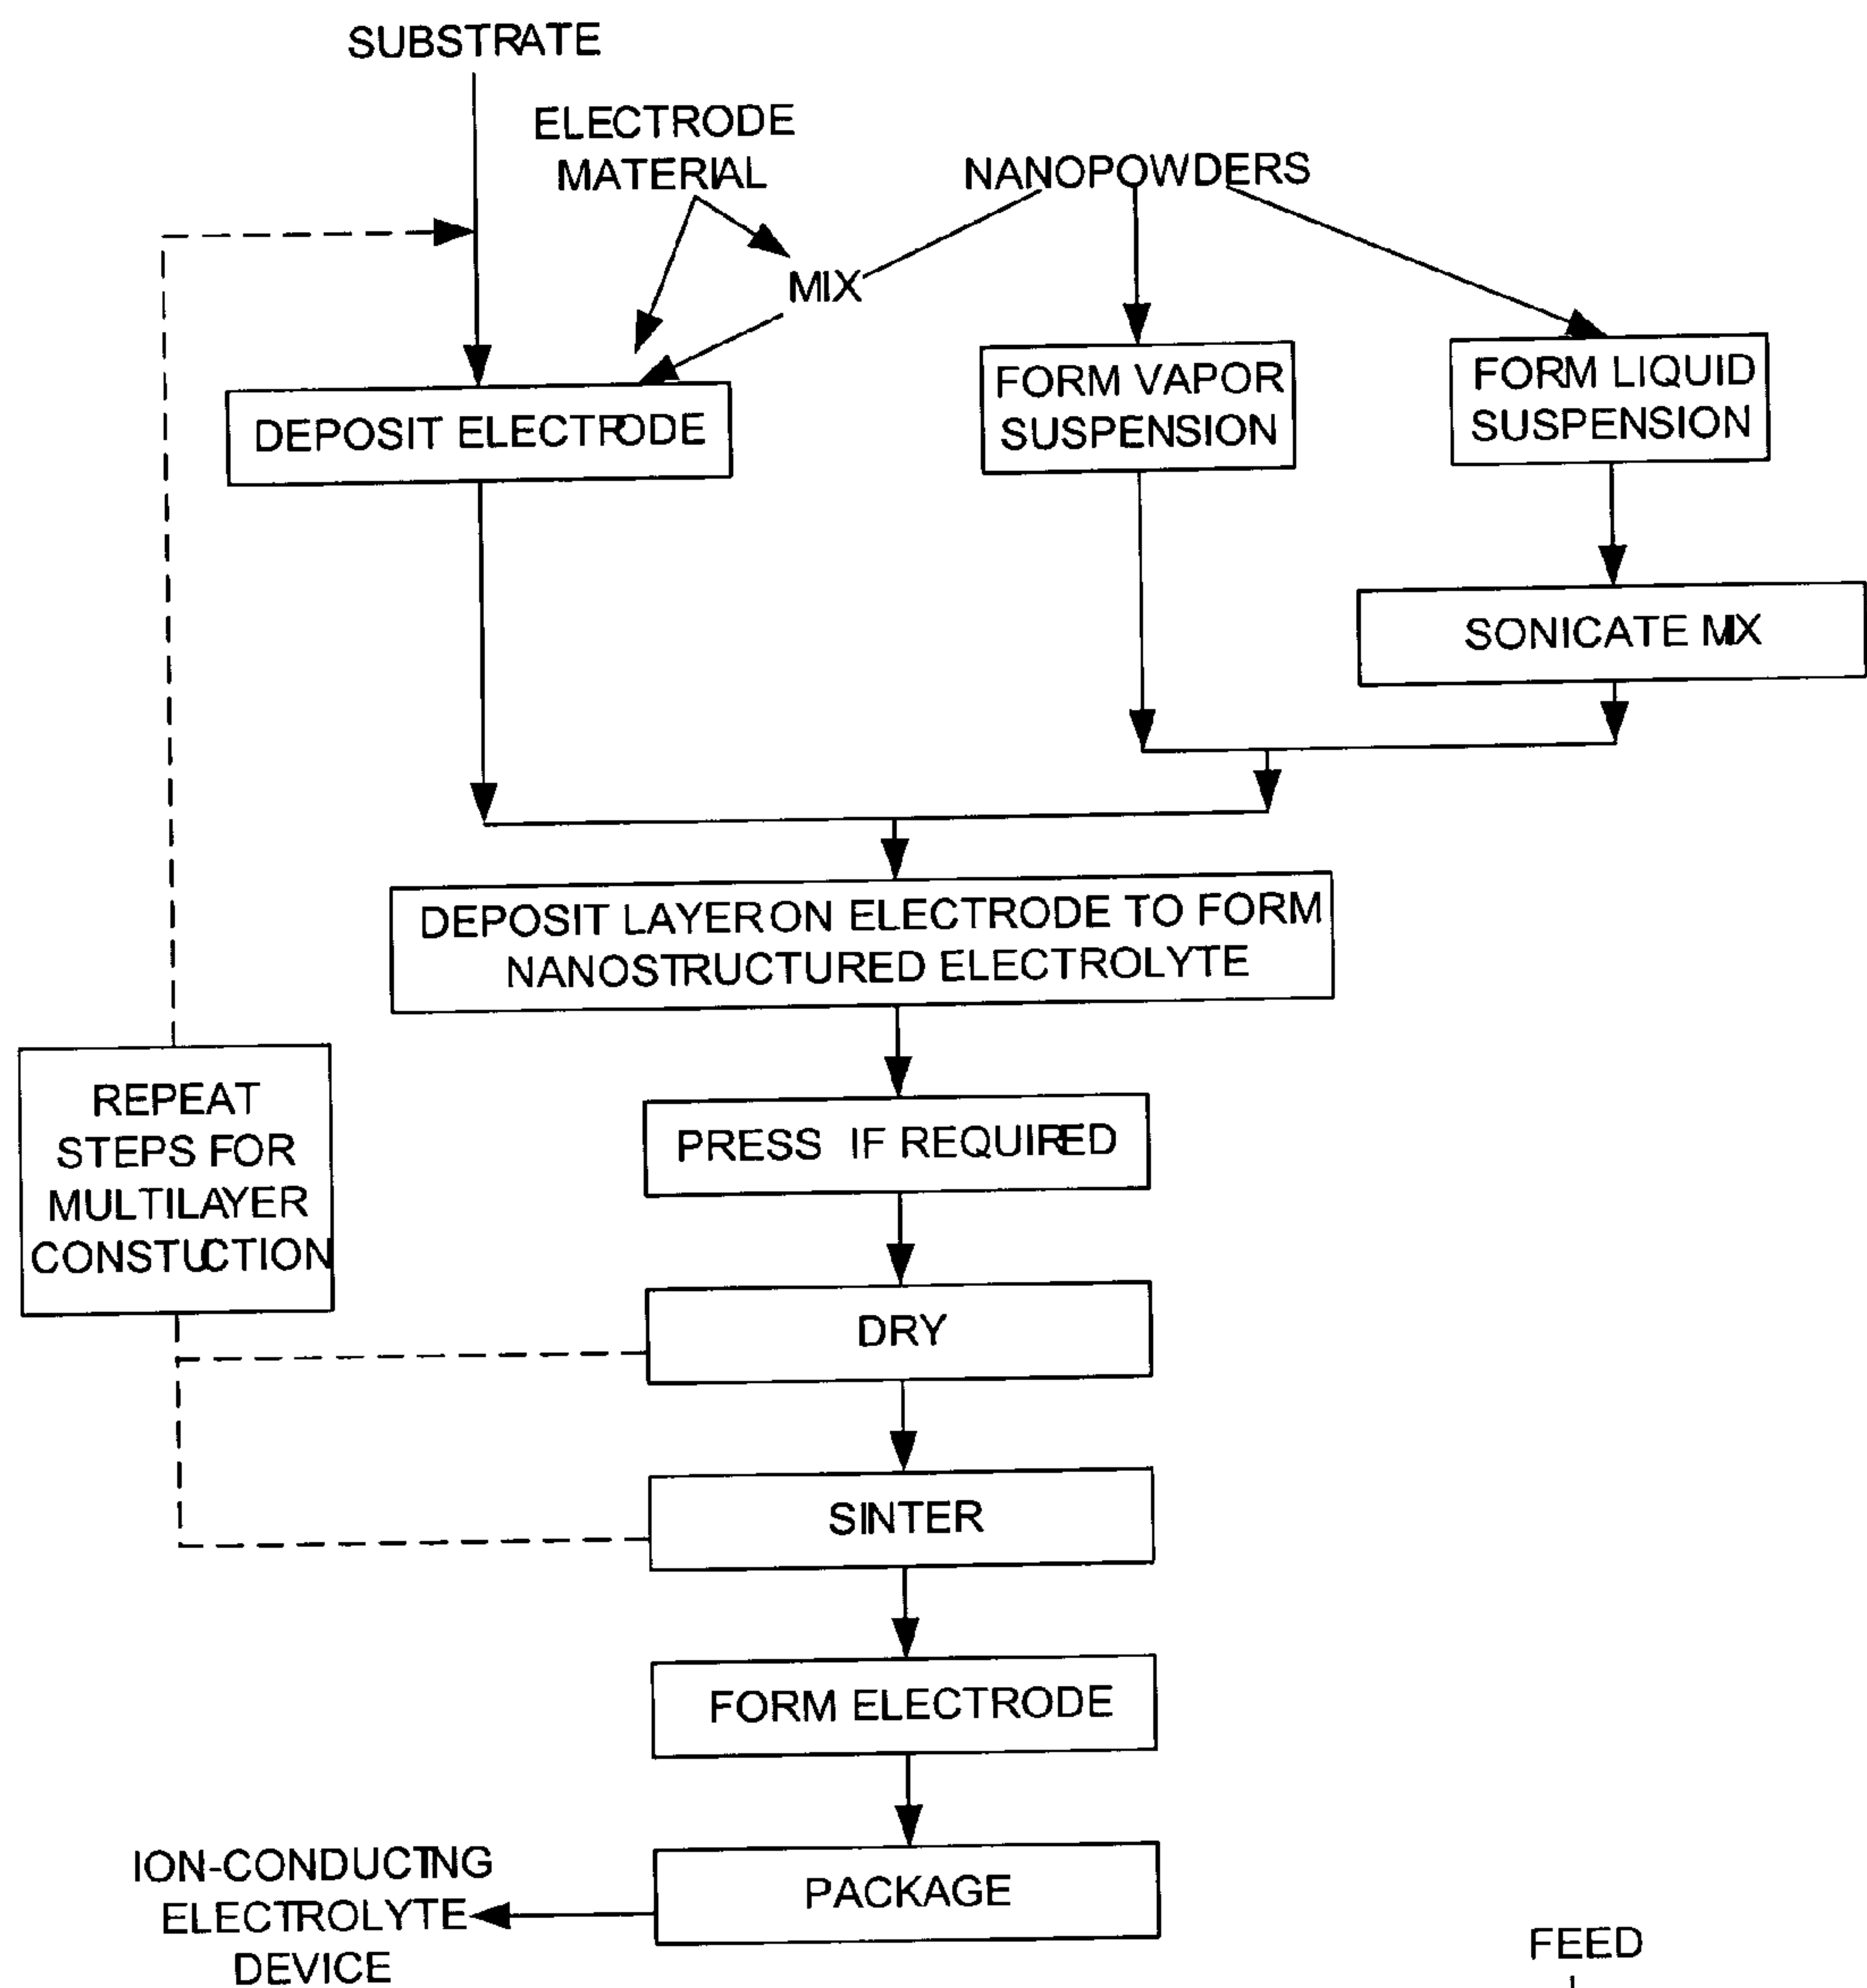 SUBSTRATE
ELECTRODE
MATERIAL
NANOPOWDERS
MIX
DEPOSIT ELECTRODE
FORM VAPOR
SUSPENSION
FORM LIQUID
SUSPENSION
SONICATE MIX
DEPOSIT LAYER ON ELECTRODE TO FORM
NANOSTRUCTURED ELECTROLYTE
REPEAT
STEPS FOR
MULTILAYER
CONSTUCTION
PRESS IF REQUIRED
DRY
SINTER
FORM ELECTRODE
PACKAGE
ION-CONDUCTING
ELECTROLYTE
DEVICE
FEED